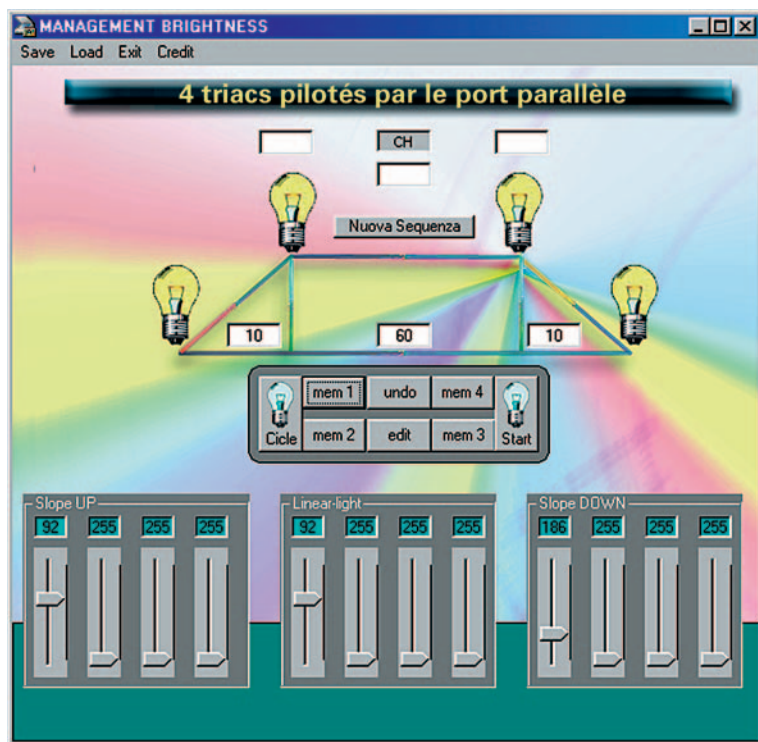 MANAGEMENT BRIGHTNESS
Save Load Exit Credit
4 triacs pilotés par le port parallèle
CH
Nuova Sequenza
10 60 10
mem 1 undo mem 4
Cicle mem 2 edit mem 3 Start
Slope UP Linear-light Slope DOWN
92 255 255 255 92 255 255 255 186 255 255 255